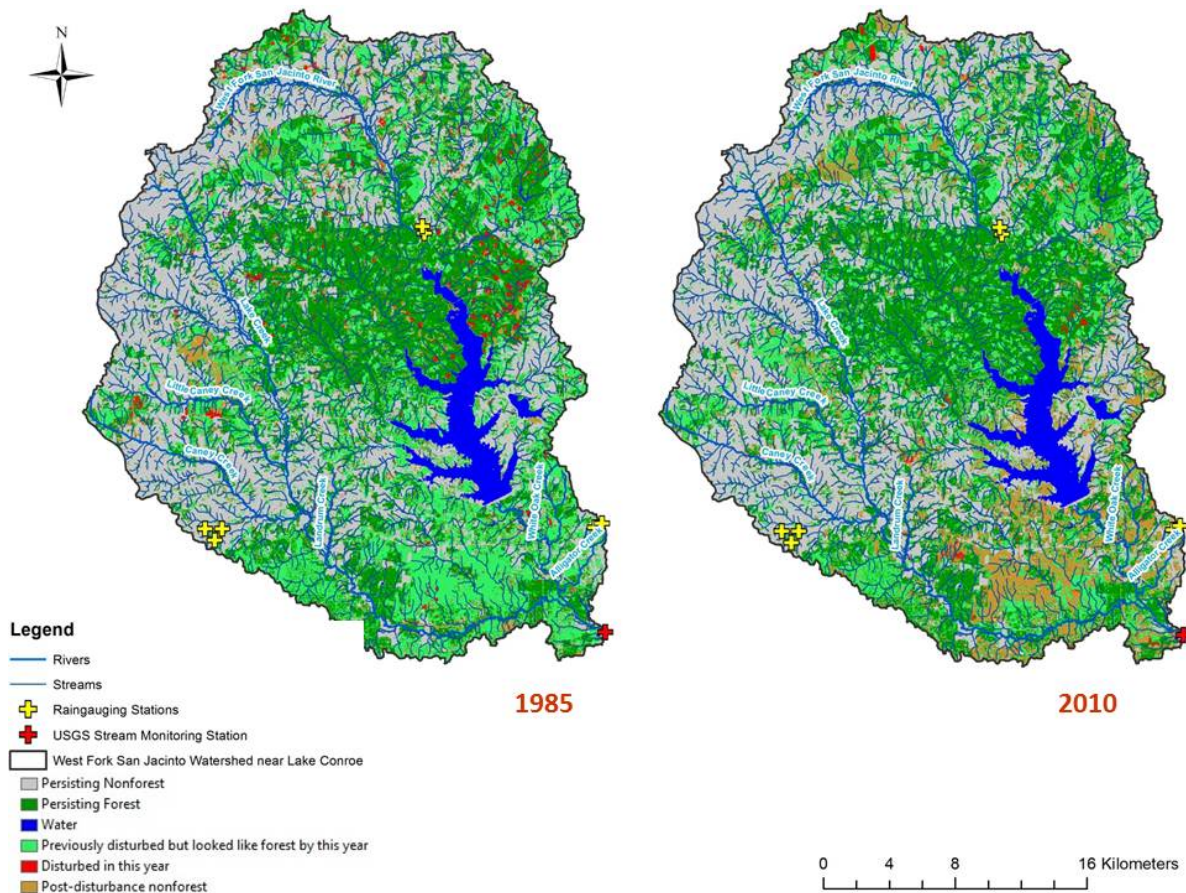 N
West Fork San Jacinto River
Lake Creek
Little Caney Creek
Caney Creek
Landrum Creek
White Oak Creek
Alligator Creek
1985
West Fork San Jacinto River
Lake Creek
Little Caney Creek
Caney Creek
Landrum Creek
White Oak Creek
Alligator Creek
2010
Legend
Rivers
Streams
Raingauging Stations
USGS Stream Monitoring Station
West Fork San Jacinto Watershed near Lake Conroe
Persisting Nonforest
Persisting Forest
Water
Previously disturbed but looked like forest by this year
Disturbed in this year
Post-disturbance nonforest
0 4 8 16 Kilometers